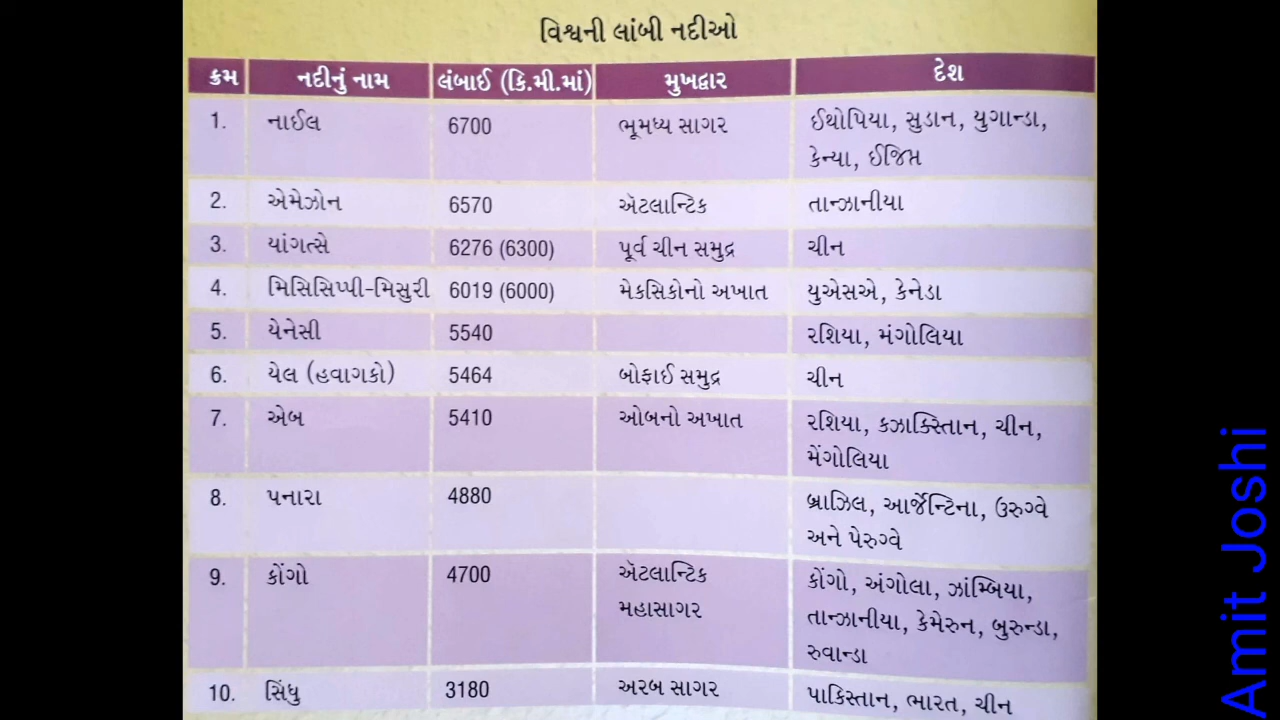 વિશ્વની લાંબી નદીઓ
ક્રમ નદીનું નામ લંબાઈ (કિ.મી.માં) મુખદ્વાર દેશ
1. નાઈલ 6700 ભૂમધ્ય સાગર ઈથોપિયા, સુડાન, યુગાન્ડા,
કેન્યા, ઈજિપ્ત
2. એમેઝોન 6570 ઍટલાન્ટિક તાન્ઝાનીયા
3. યાંગત્સે 6276 (6300) પૂર્વ ચીન સમુદ્ર ચીન
4. મિસિસિપ્પી-મિસુરી 6019 (6000) મેકસિકોનો અખાત યુએસએ, કેનેડા
5. યેનેસી 5540 રશિયા, મંગોલિયા
6. યેલ (હવાગકો) 5464 બોફાઈ સમુદ્ર ચીન
7. એબ 5410 ઓબનો અખાત રશિયા, કઝાકિસ્તાન, ચીન,
મેંગોલિયા
8. પનારા 4880 બ્રાઝિલ, આર્જેન્ટિના, ઉરુગ્વે
અને પેરુગ્વે
9. કોંગો 4700 ઍટલાન્ટિક કોંગો, અંગોલા, ઝાંમ્બિયા,
મહાસાગર તાન્ઝાનીયા, કેમેરુન, બુરુન્ડા,
રુવાન્ડા
10. સિંધુ 3180 અરબ સાગર પાકિસ્તાન, ભારત, ચીન
Amit Joshi